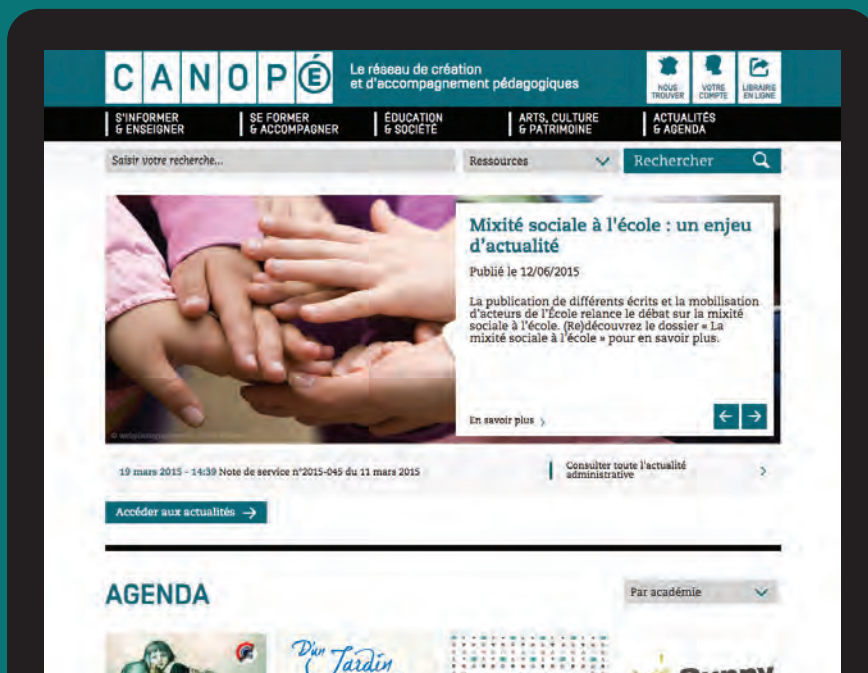 CANOPÉ
Le réseau de création
et d'accompagnement pédagogiques
NOUS
TROUVER
VOTRE
COMPTE
LIBRAIRIE
EN LIGNE
S'INFORMER
& ENSEIGNER
SE FORMER
& ACCOMPAGNER
ÉDUCATION
& SOCIÉTÉ
ARTS, CULTURE
& PATRIMOINE
ACTUALITÉS
& AGENDA
Saisir votre recherche...
Ressources
Rechercher
Mixité sociale à l'école : un enjeu
d'actualité
Publié le 12/06/2015
La publication de différents écrits et la mobilisation
d'acteurs de l'École relance le débat sur la mixité
sociale à l'école. (Re)découvrez le dossier « La
mixité sociale à l'école » pour en savoir plus.
En savoir plus
19 mars 2015 - 14:39 Note de service n°2015-045 du 11 mars 2015
Consulter toute l'actualité
administrative
Accéder aux actualités
AGENDA
Par académie
D'un
Jardin